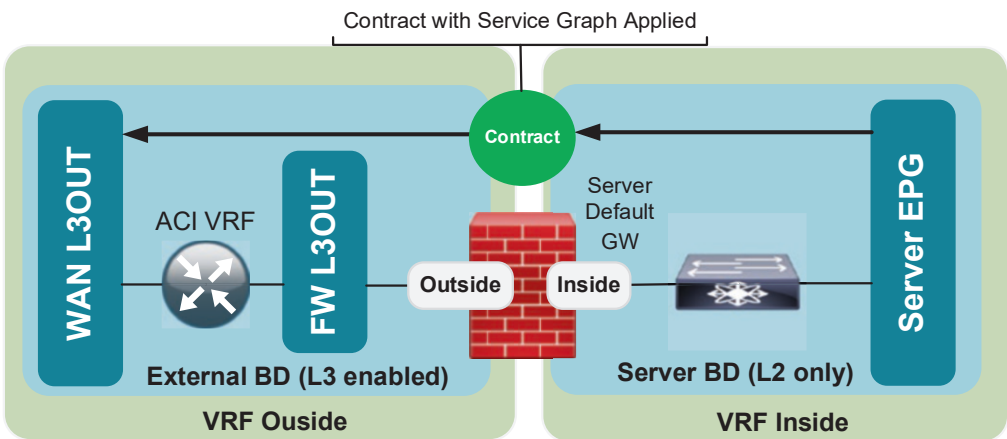 Contract with Service Graph Applied
WAN L3OUT
ACI VRF
FW L3OUT
Contract
Server
Default
GW
Outside
Inside
Server EPG
External BD (L3 enabled)
Server BD (L2 only)
VRF Ouside
VRF Inside